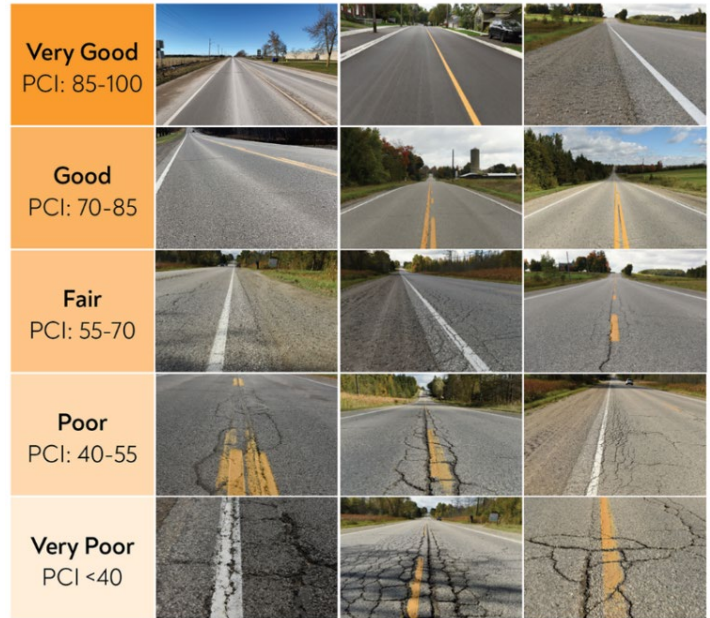 Very Good
PCI: 85-100
Good
PCI: 70-85
Fair
PCI: 55-70
Poor
PCI: 40-55
Very Poor
PCI <40